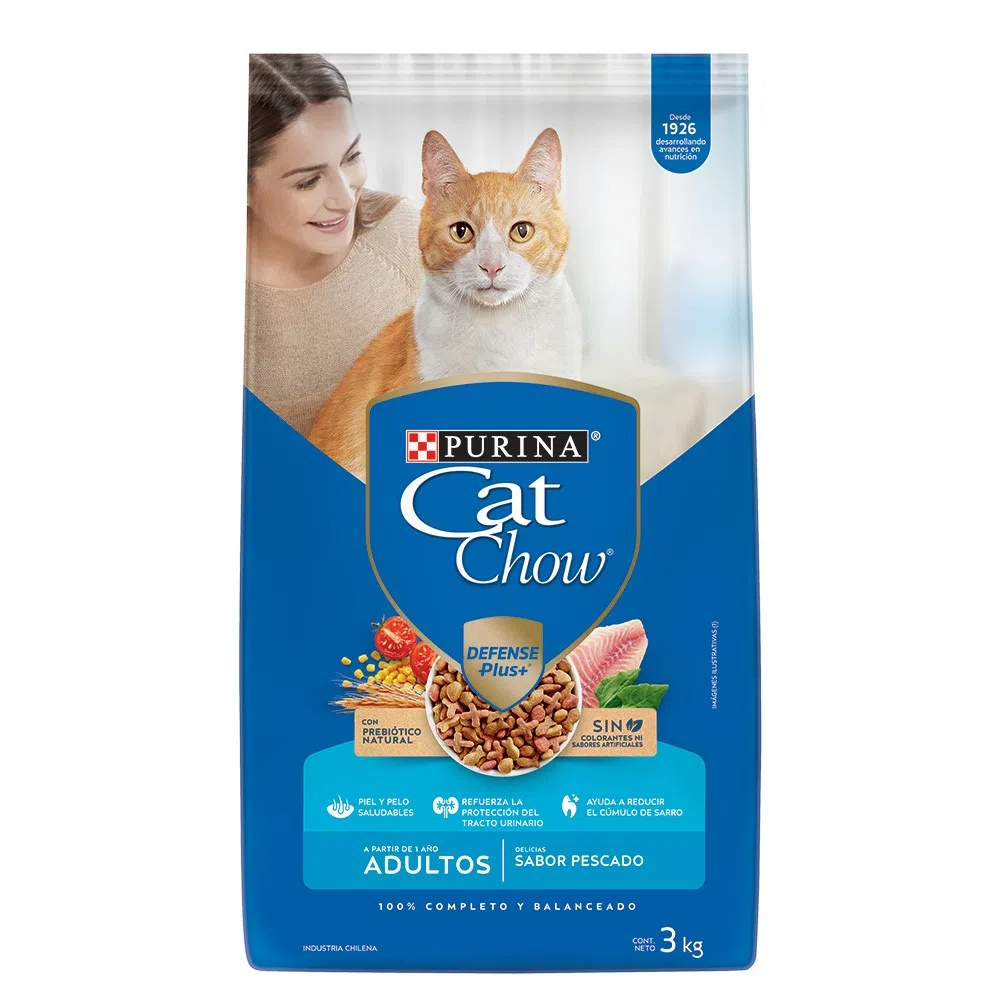 Desde
1926
desarrollando
avances en
nutrición
PURINA®
Cat
Chow®
DEFENSE
Plus+
IMÁGENES ILUSTRATIVAS (1)
CON
PREBIÓTICO
NATURAL
SIN
COLORANTES NI
SABORES ARTIFICIALES
PIEL Y PELO
SALUDABLES
REFUERZA LA
PROTECCIÓN DEL
TRACTO URINARIO
AYUDA A REDUCIR
EL CÚMULO DE SARRO
A PARTIR DE 1 AÑO
ADULTOS
DELICIAS
SABOR PESCADO
100% COMPLETO Y BALANCEADO
INDUSTRIA CHILENA
CONT.
NETO 3 kg